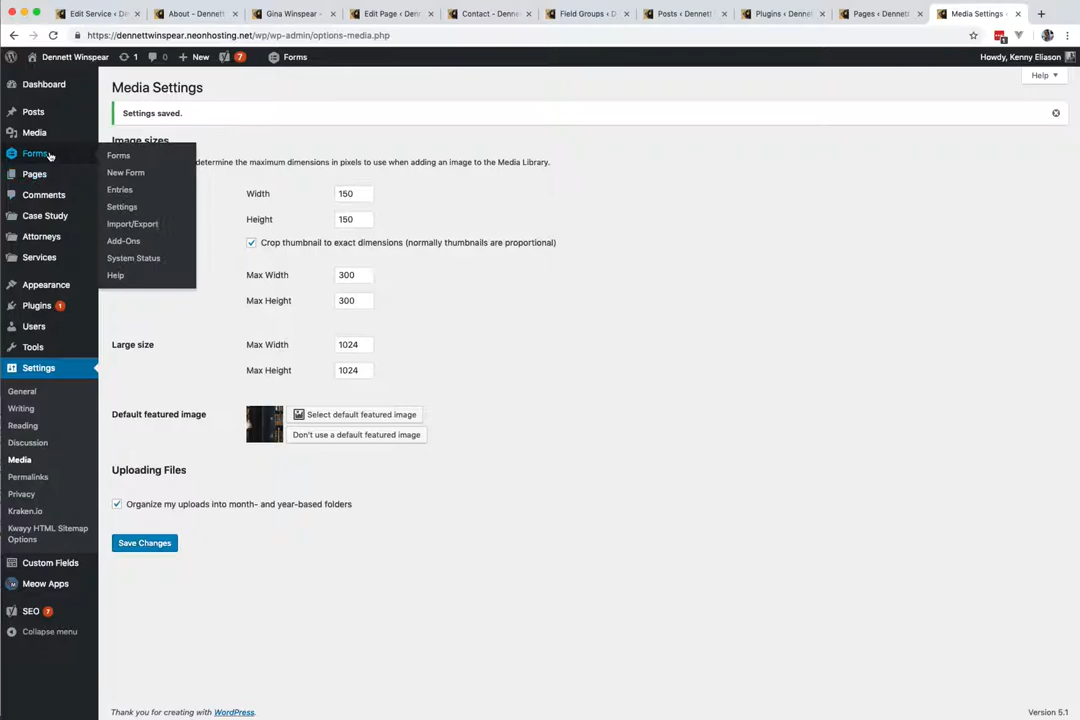 Edit Service ‹ De
About - Dennett
Gina Winspear -
Edit Page ‹ Denn
Contact - Dennet
Field Groups ‹ D
Posts ‹ Dennett
Plugins ‹ Dennet
Pages ‹ Dennett
Media Settings ‹
https://dennettwinspear.neonhosting.net/wp/wp-admin/options-media.php
Dennett Winspear
1
0
New
7
Forms
Howdy, Kenny Eliason
Help
Dashboard
Posts
Media
Forms
Pages
Comments
Case Study
Attorneys
Services
Appearance
Plugins 1
Users
Tools
Settings
General
Writing
Reading
Discussion
Media
Permalinks
Privacy
Kraken.io
Kwayy HTML Sitemap
Options
Custom Fields
Meow Apps
SEO 7
Collapse menu
Forms
New Form
Entries
Settings
Import/Export
Add-Ons
System Status
Help
Media Settings
Settings saved.
Image sizes
determine the maximum dimensions in pixels to use when adding an image to the Media Library.
Width 150
Height 150
Crop thumbnail to exact dimensions (normally thumbnails are proportional)
Max Width 300
Max Height 300
Large size
Max Width 1024
Max Height 1024
Default featured image
Select default featured image
Don't use a default featured image
Uploading Files
Organize my uploads into month- and year-based folders
Save Changes
Thank you for creating with WordPress.
Version 5.1